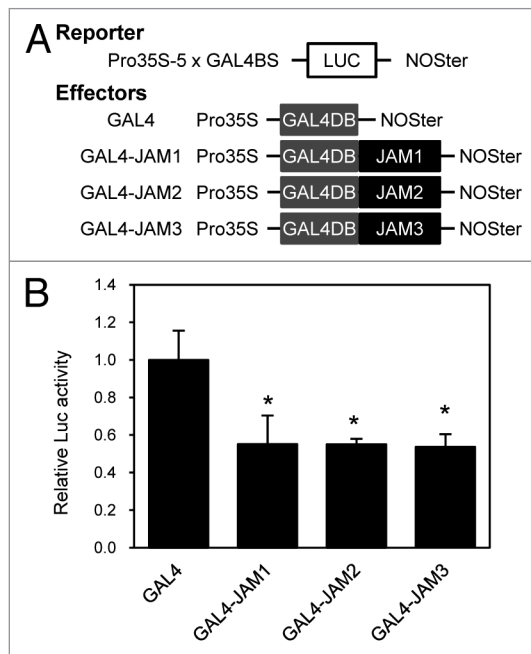 A Reporter
Pro35S-5 x GAL4BS LUC NOSter
Effectors
GAL4 Pro35S GAL4DB NOSter
GAL4-JAM1 Pro35S GAL4DB JAM1 NOSter
GAL4-JAM2 Pro35S GAL4DB JAM2 NOSter
GAL4-JAM3 Pro35S GAL4DB JAM3 NOSter
B
Relative Luc activity
1.4
1.2
1.0
0.8
0.6
0.4
0.2
0.0
* * *
GAL4
GAL4-JAM1
GAL4-JAM2
GAL4-JAM3